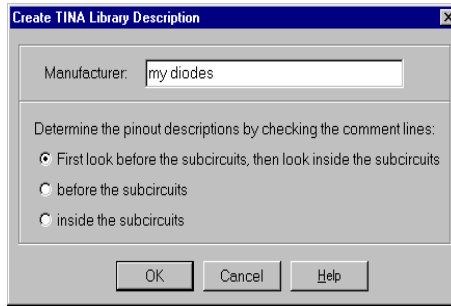 Create TINA Library Description
Manufacturer: my diodes
Determine the pinout descriptions by checking the comment lines:
First look before the subcircuits, then look inside the subcircuits
before the subcircuits
inside the subcircuits
OK Cancel Help